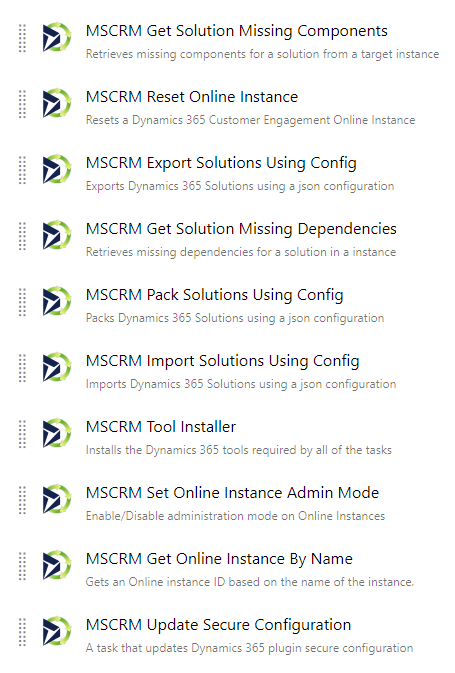 MSCRM Get Solution Missing Components
Retrieves missing components for a solution from a target instance
MSCRM Reset Online Instance
Resets a Dynamics 365 Customer Engagement Online Instance
MSCRM Export Solutions Using Config
Exports Dynamics 365 Solutions using a json configuration
MSCRM Get Solution Missing Dependencies
Retrieves missing dependencies for a solution in a instance
MSCRM Pack Solutions Using Config
Packs Dynamics 365 Solutions using a json configuration
MSCRM Import Solutions Using Config
Imports Dynamics 365 Solutions using a json configuration
MSCRM Tool Installer
Installs the Dynamics 365 tools required by all of the tasks
MSCRM Set Online Instance Admin Mode
Enable/Disable administration mode on Online Instances
MSCRM Get Online Instance By Name
Gets an Online instance ID based on the name of the instance.
MSCRM Update Secure Configuration
A task that updates Dynamics 365 plugin secure configuration